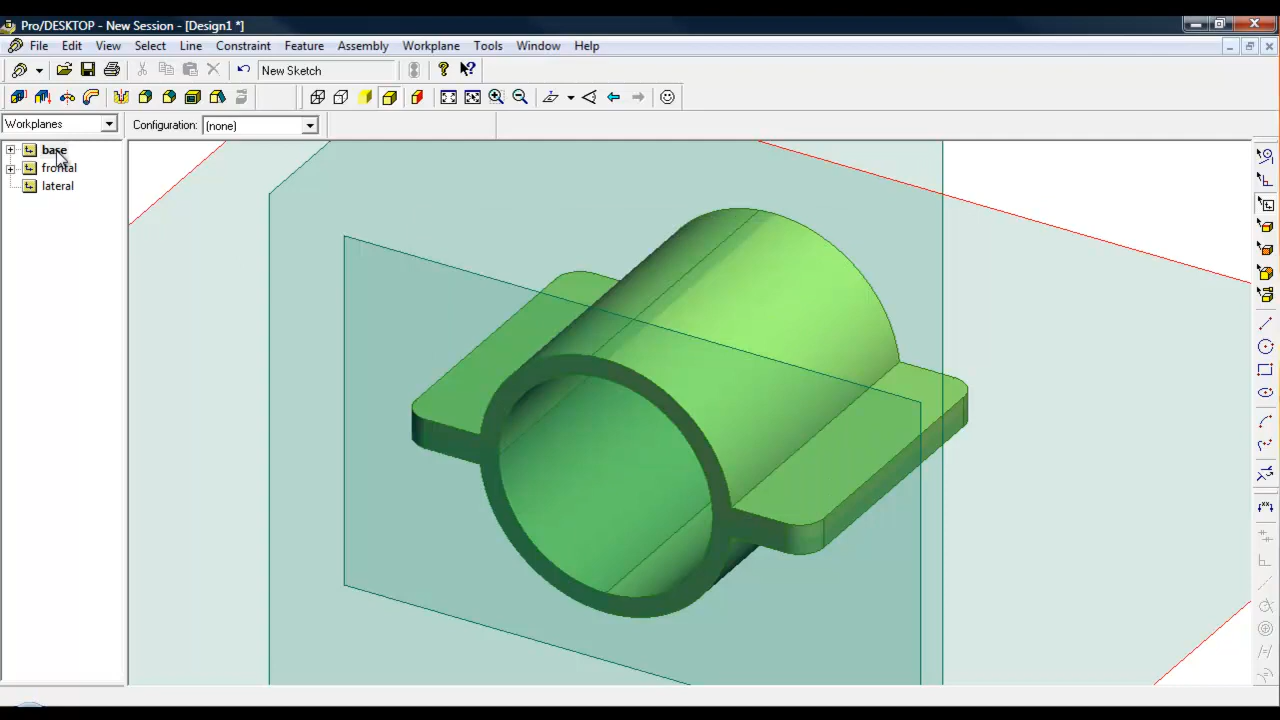 Pro/DESKTOP - New Session - [Design1 *]
File Edit View Select Line Constraint Feature Assembly Workplane Tools Window Help
New Sketch
Workplanes Configuration: (none)
base
frontal
lateral